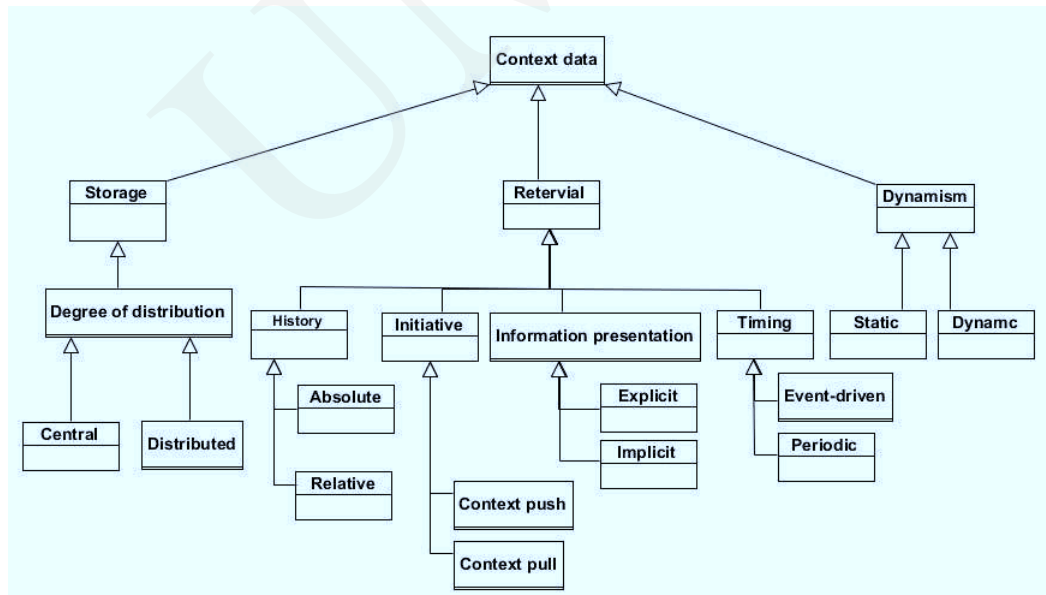 Context data
Storage
Retervial
Dynamism
Degree of distribution
History
Initiative
Information presentation
Timing
Static
Dynamc
Absolute
Explicit
Event-driven
Central
Distributed
Implicit
Periodic
Relative
Context push
Context pull